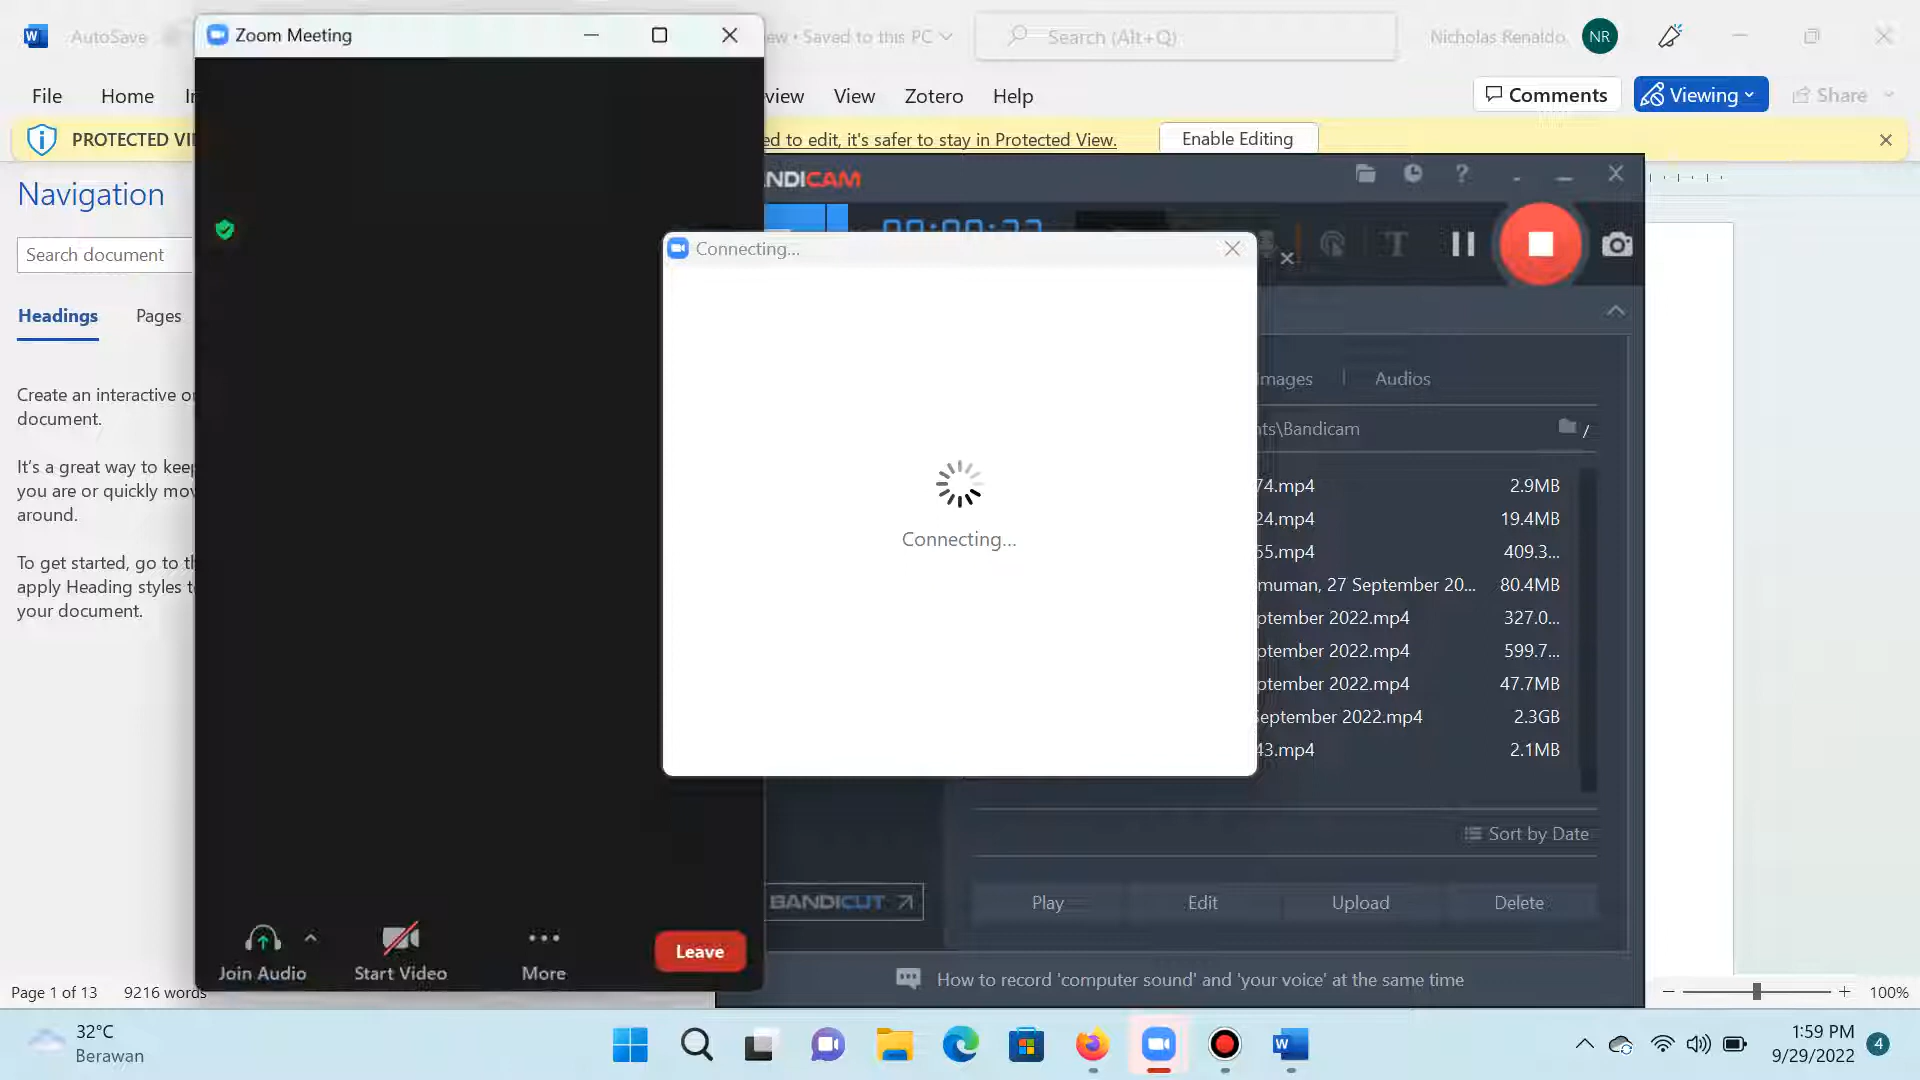 AutoSave
Zoom Meeting
ew • Saved to this PC
Search (Alt+Q)
Nicholas Renaldo
NR
File
Home
View
Zotero
Help
Comments
Viewing
Share
PROTECTED VI
ed to edit, it's safer to stay in Protected View.
Enable Editing
NDICAM
Navigation
Search document
Headings
Pages
Create an interactive o
document.
It's a great way to keep
you are or quickly mov
around.
To get started, go to th
apply Heading styles to
your document.
Connecting...
Connecting...
Images
Audios
nts\Bandicam
74.mp4 2.9MB
24.mp4 19.4MB
55.mp4 409.3...
muman, 27 September 20... 80.4MB
ptember 2022.mp4 327.0...
ptember 2022.mp4 599.7...
ptember 2022.mp4 47.7MB
September 2022.mp4 2.3GB
43.mp4 2.1MB
Sort by Date
BANDICUT
Play
Edit
Upload
Delete
How to record 'computer sound' and 'your voice' at the same time
Join Audio
Start Video
More
Leave
Page 1 of 13
9216 words
100%
32°C
Berawan
1:59 PM
9/29/2022
4